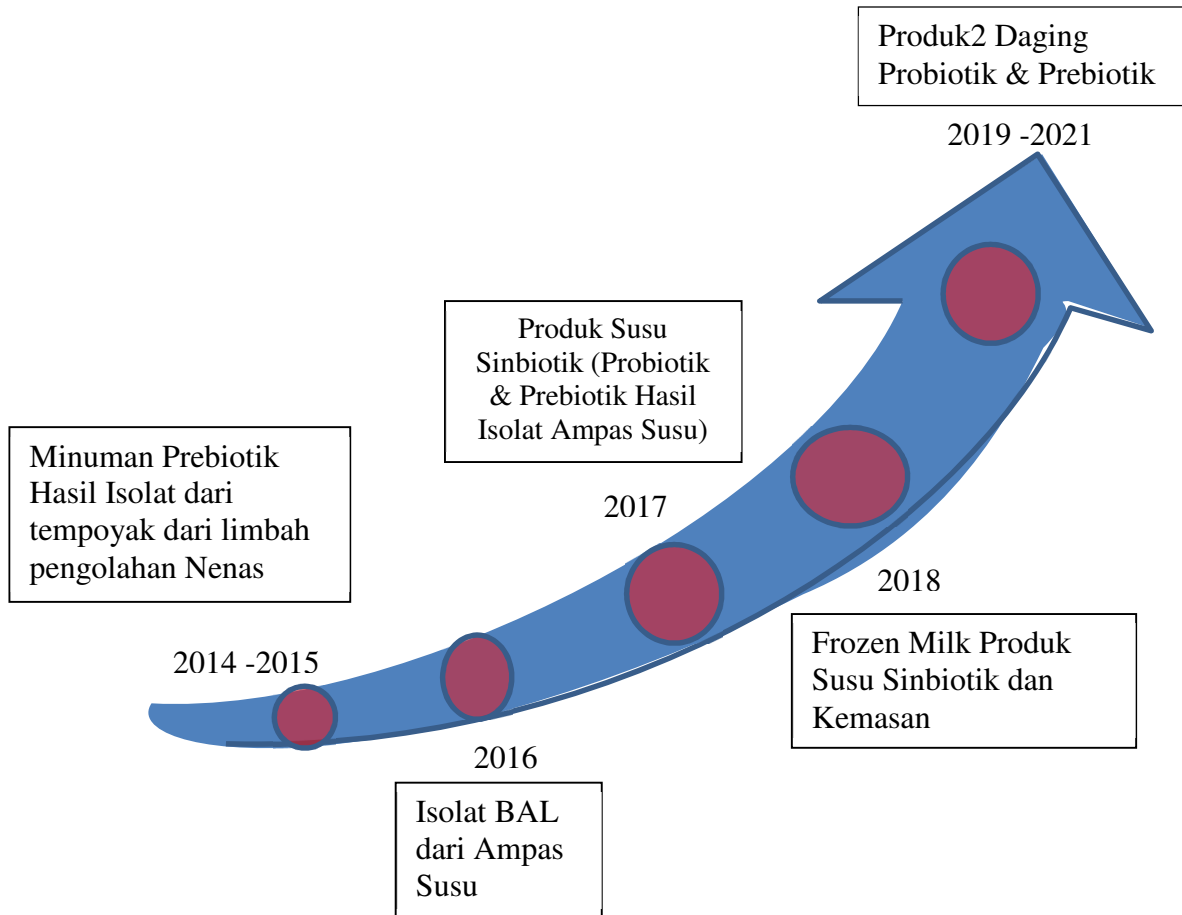 Produk2 Daging
Probiotik & Prebiotik
2019 -2021
Produk Susu
Sinbiotik (Probiotik
& Prebiotik Hasil
Isolat Ampas Susu)
2017
Minuman Prebiotik
Hasil Isolat dari
tempoyak dari limbah
pengolahan Nenas
2014 -2015
2018
Frozen Milk Produk
Susu Sinbiotik dan
Kemasan
2016
Isolat BAL
dari Ampas
Susu